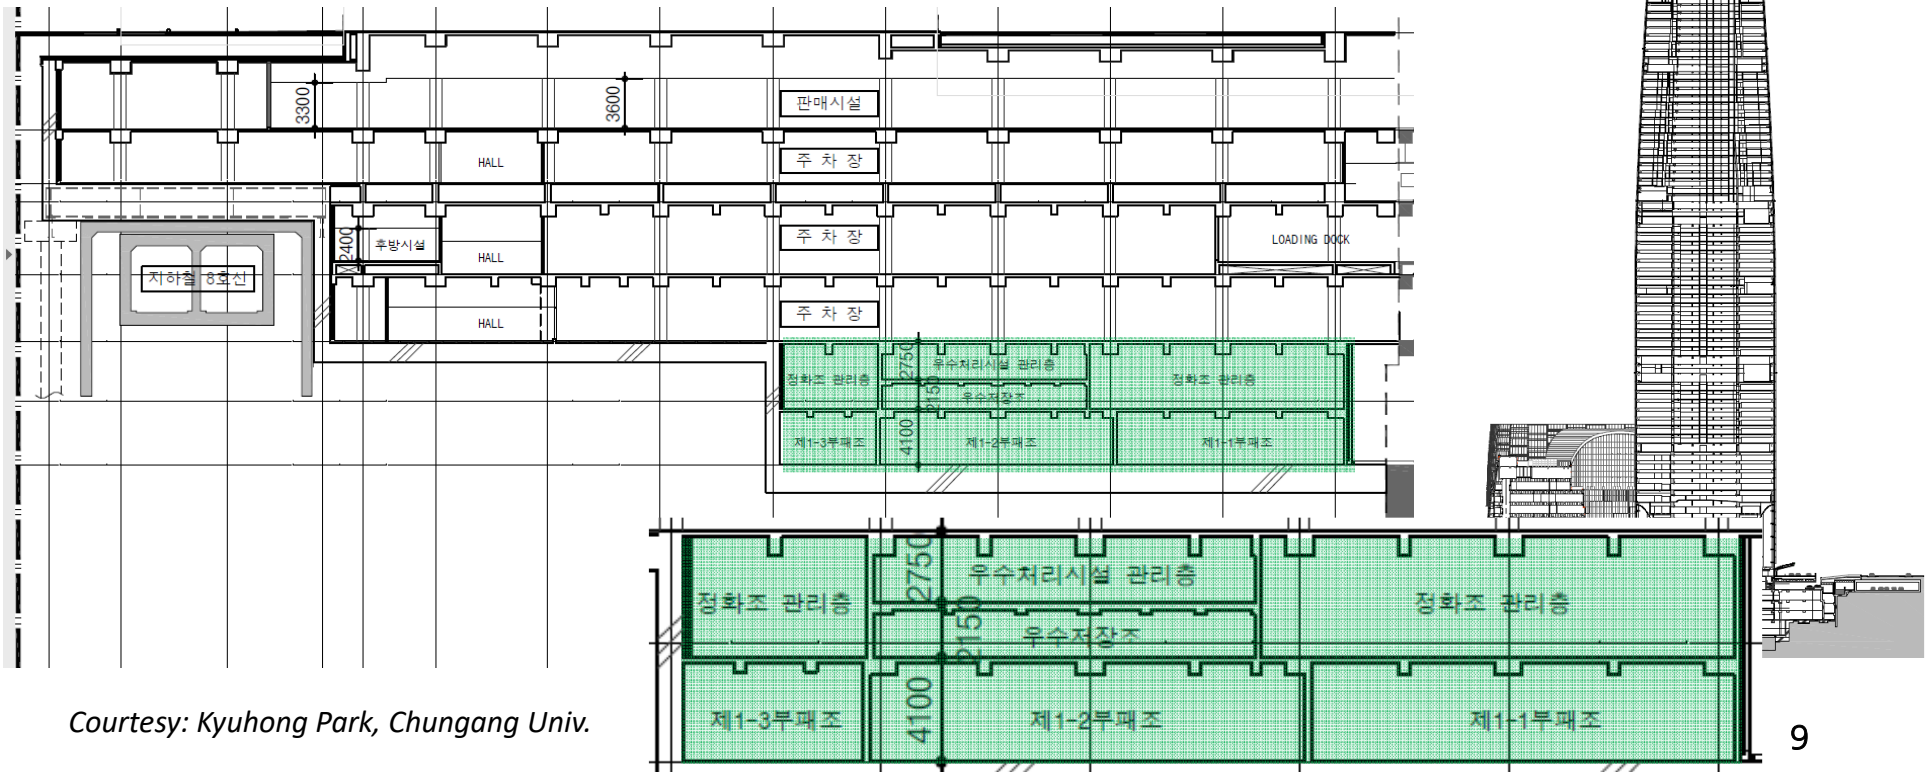 3300
3600
판매시설
HALL
주 차 장
2400
후방시설
HALL
주 차 장
LOADING DOCK
지하철 8호선
HALL
주 차 장
2750
우수처리시설 관리층
정화조 관리층
정화조 관리층
2150
우수저장조
4100
제1-3부패조
제1-2부패조
제1-1부패조
2750
우수처리시설 관리층
정화조 관리층
정화조 관리층
2150
우수저장조
4100
제1-3부패조
제1-2부패조
제1-1부패조
Courtesy: Kyuhong Park, Chungang Univ.
9